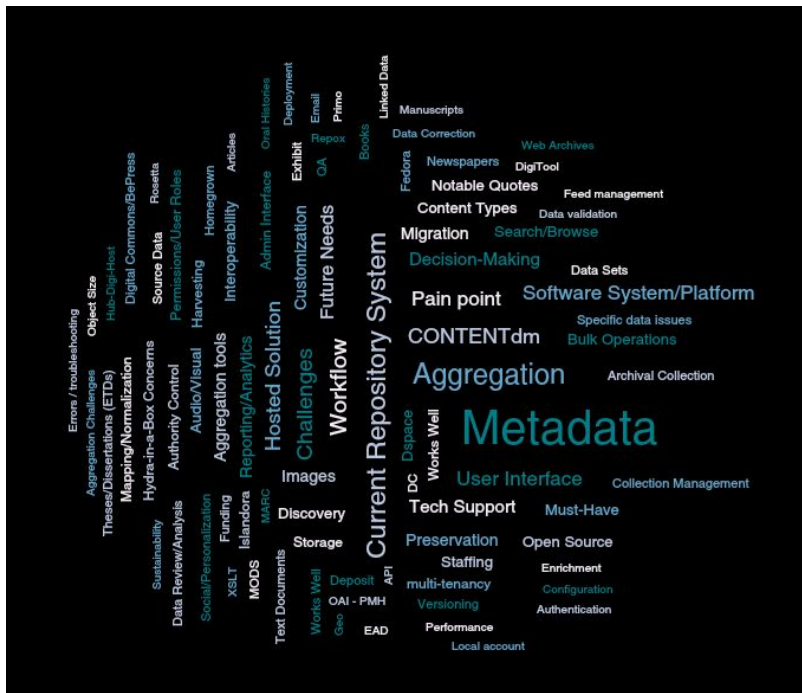 Errors / troubleshooting
Aggregation Challenges
Object Size
Theses/Dissertations (ETDs)
Hub-Digi-Host
Mapping/Normalization
Digital Commons/BePress
Hydra-in-a-Box Concerns
Rosetta
Source Data
Sustainability
Permissions/User Roles
Authority Control
Data Review/Analysis
Harvesting
Audio/Visual
Homegrown
Social/Personalization
Articles
Interoperability
Aggregation tools
Funding
XSLT
Reporting/Analytics
Islandora
MODS
Oral Histories
Admin Interface
Hosted Solution
MARC
Text Documents
Deployment
Exhibit
Customization
Challenges
Images
Discovery
Storage
Email
Repox
QA
Works Well
Primo
Future Needs
Workflow
Deposit
OAI - PMH
Geo
Books
Linked Data
Current Repository System
EAD
API
Manuscripts
Data Correction
Fedora
Newspapers
Web Archives
DigiTool
Notable Quotes
Feed management
Content Types
Data validation
Migration
Search/Browse
Decision-Making
Data Sets
Pain point
Software System/Platform
Specific data issues
CONTENTdm
Bulk Operations
Aggregation
Archival Collection
Dspace
Works Well
Metadata
DC
User Interface
Collection Management
Tech Support
Must-Have
Preservation
Open Source
Staffing
Enrichment
multi-tenancy
Configuration
Versioning
Authentication
Performance
Local account